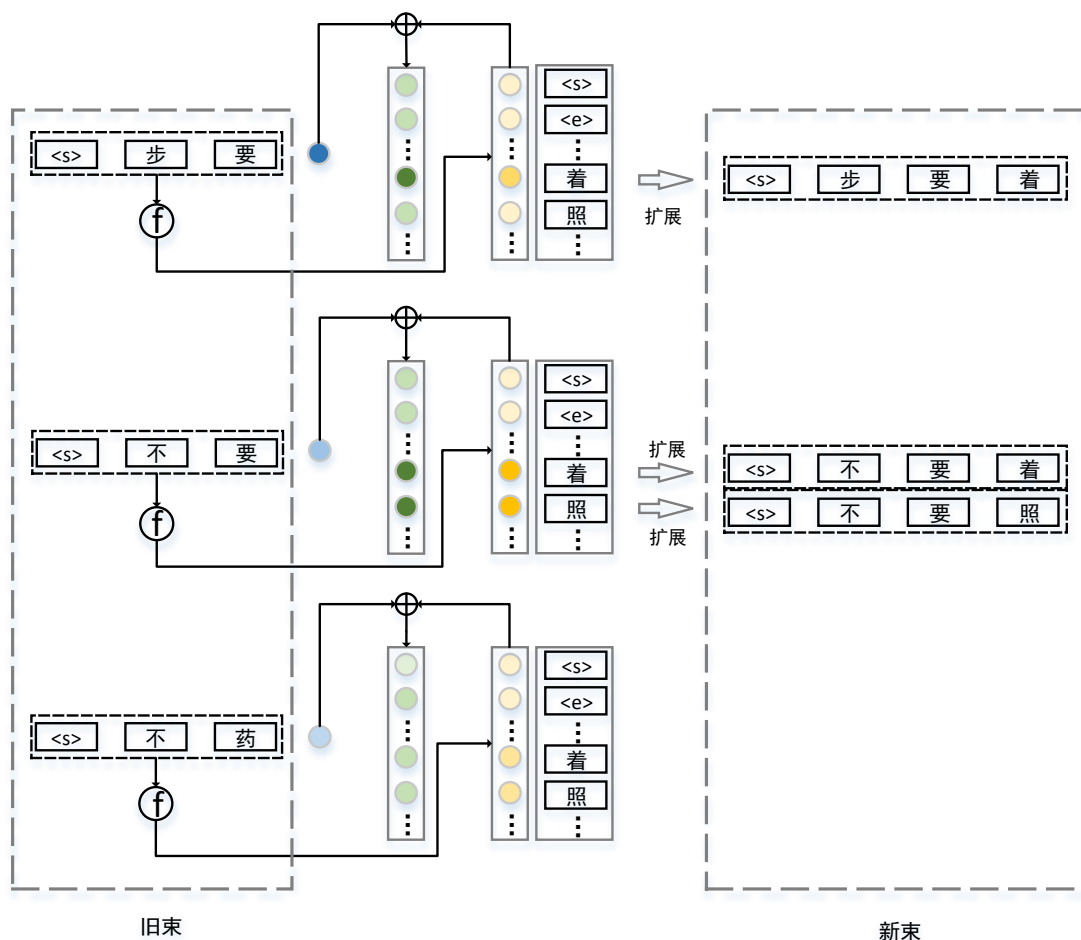 <s>
<e>
<s> 步 要
着
<s> 步 要 着
f
照
扩展
<s>
<e>
扩展
<s> 不 要
着
<s> 不 要 着
f
照
<s> 不 要 照
扩展
<s>
<e>
<s> 不 药
着
f
照
旧束
新束